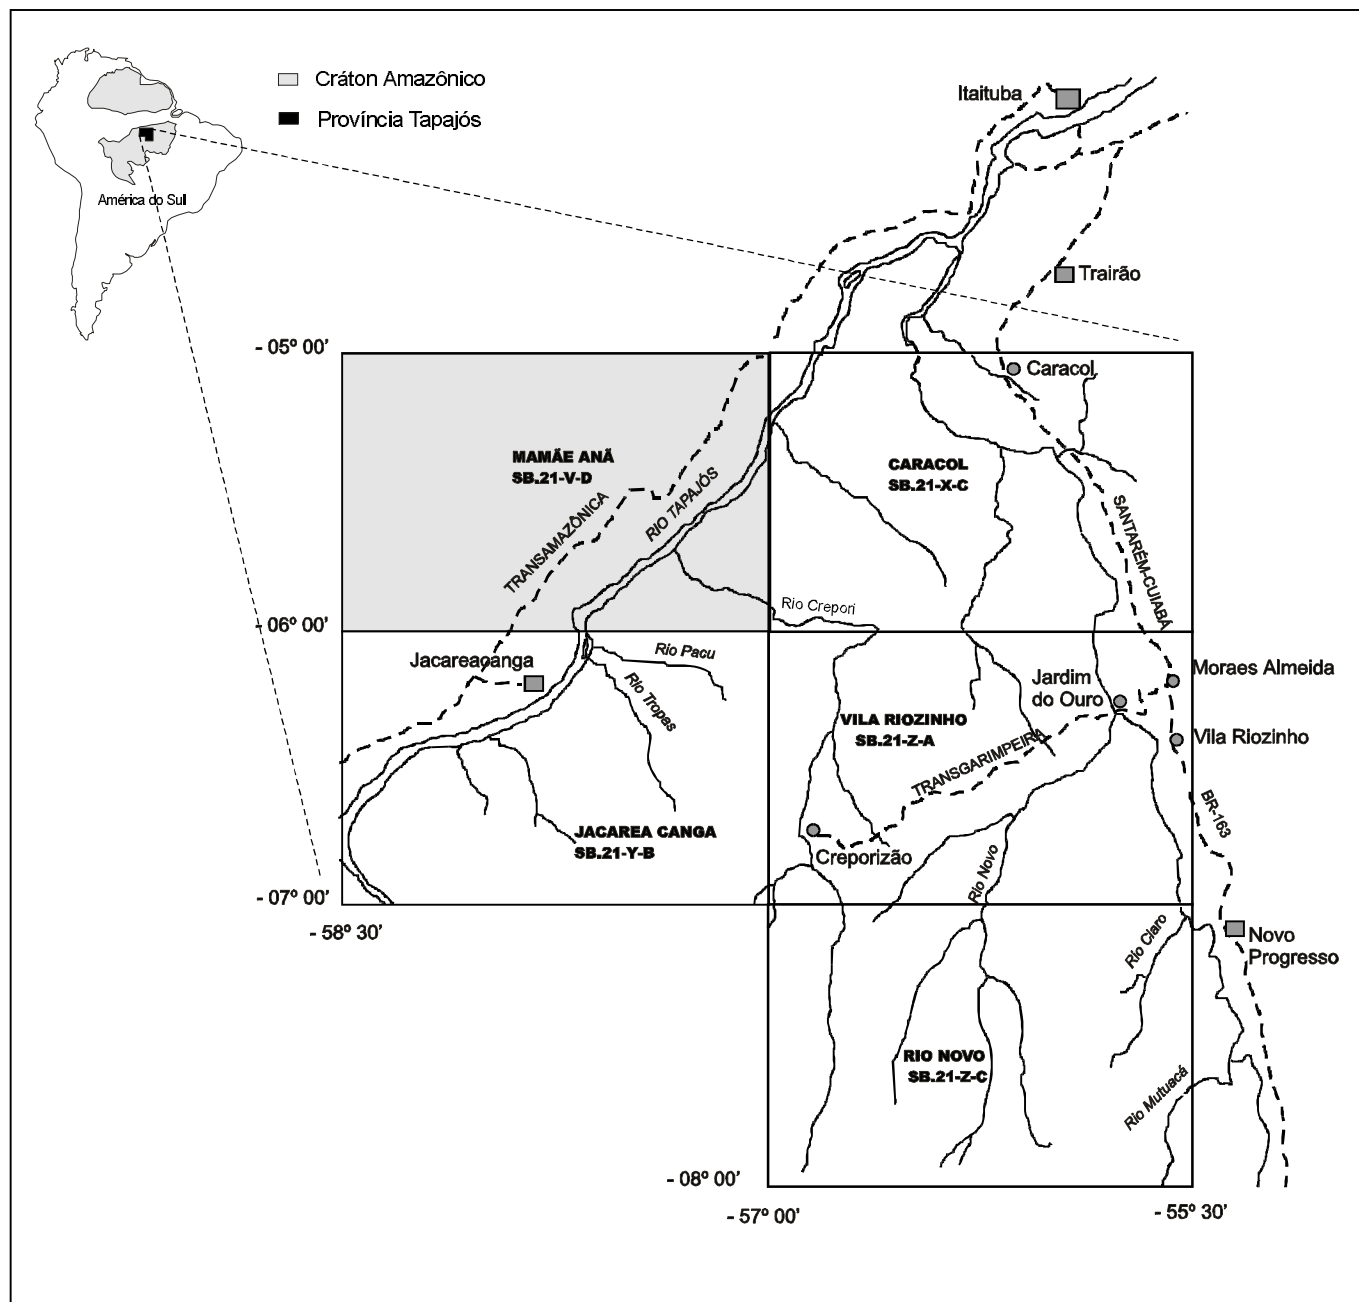 Cráton Amazônico
Província Tapajós
América do Sul
Itaituba
Trairão
- 05º 00’
Caracol
MAMÃE ANÃ
SB.21-V-D
CARACOL
SB.21-X-C
TRANSAMAZÔNICA
RIO TAPAJÓS
SANTARÉM-CUIABÁ
Rio Crepori
- 06º 00’
Jacareacanga
Rio Pacu
Rio Tropas
Moraes Almeida
Jardim
do Ouro
VILA RIOZINHO
SB.21-Z-A
Vila Riozinho
TRANSGARIMPEIRA
BR-163
JACAREA CANGA
SB.21-Y-B
Creporizão
Rio Novo
- 07º 00’
- 58º 30’
Rio Claro
Novo
Progresso
RIO NOVO
SB.21-Z-C
Rio Mutuacá
- 08º 00’
- 57º 00’
- 55º 30’